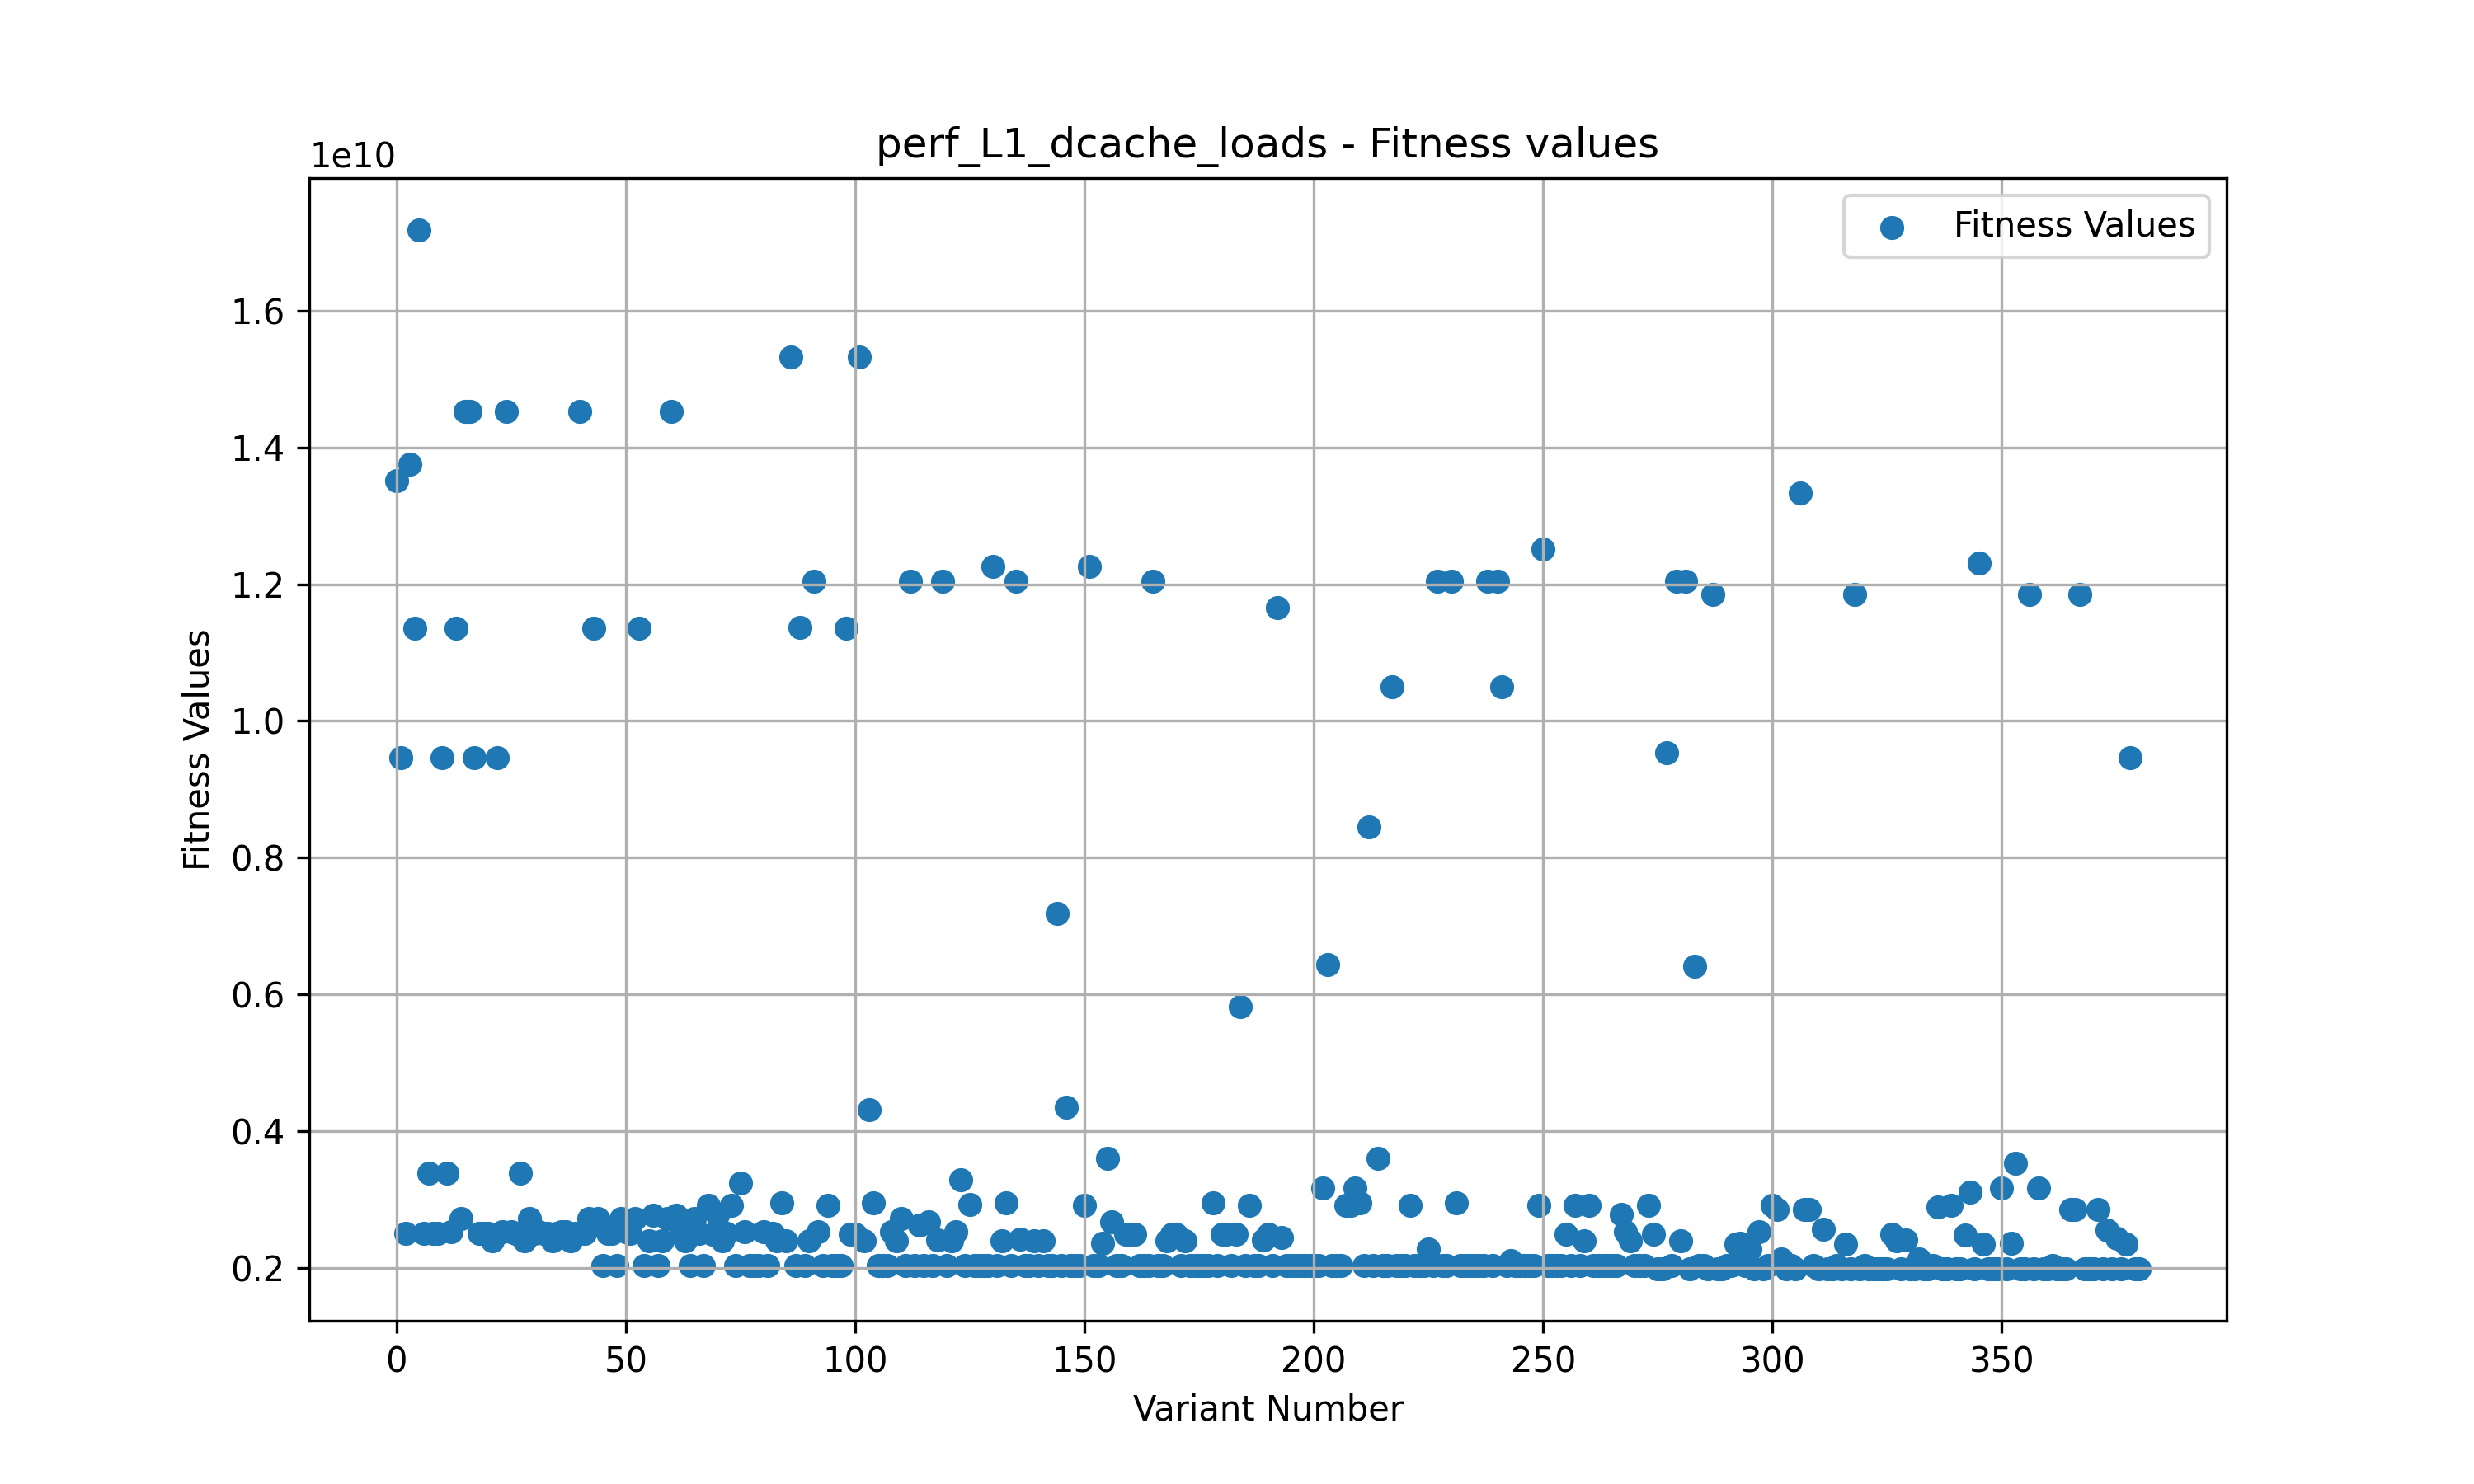 perf_L1_dcache_loads - Fitness values
1e10
Fitness Values
1.6
1.4
1.2
1.0
0.8
0.6
0.4
0.2
Fitness Values
0 50 100 150 200 250 300 350
Variant Number